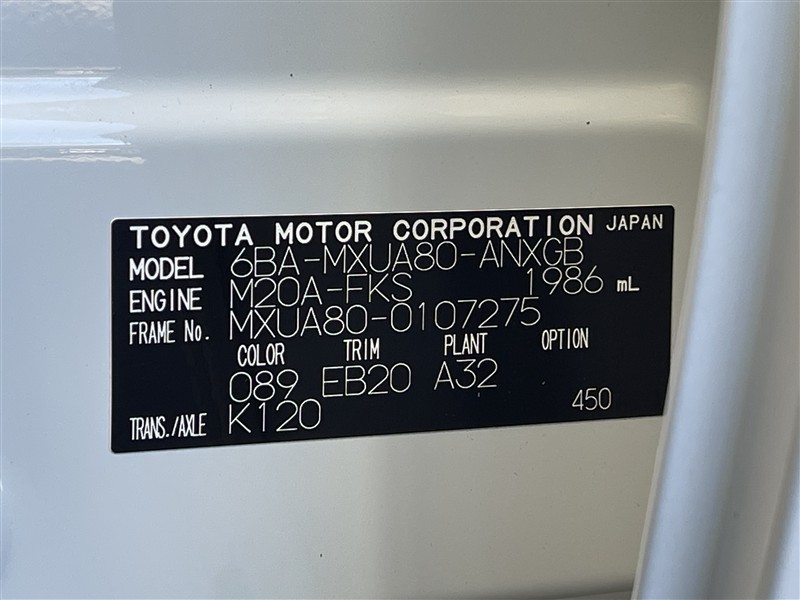 TOYOTA MOTOR CORPORATION JAPAN
MODEL 6BA-MXUA80-ANXGB
ENGINE M20A-FKS 1986 mL
FRAME No. MXUA80-0107275
COLOR TRIM PLANT OPTION
089 EB20 A32
TRANS./AXLE K120 450